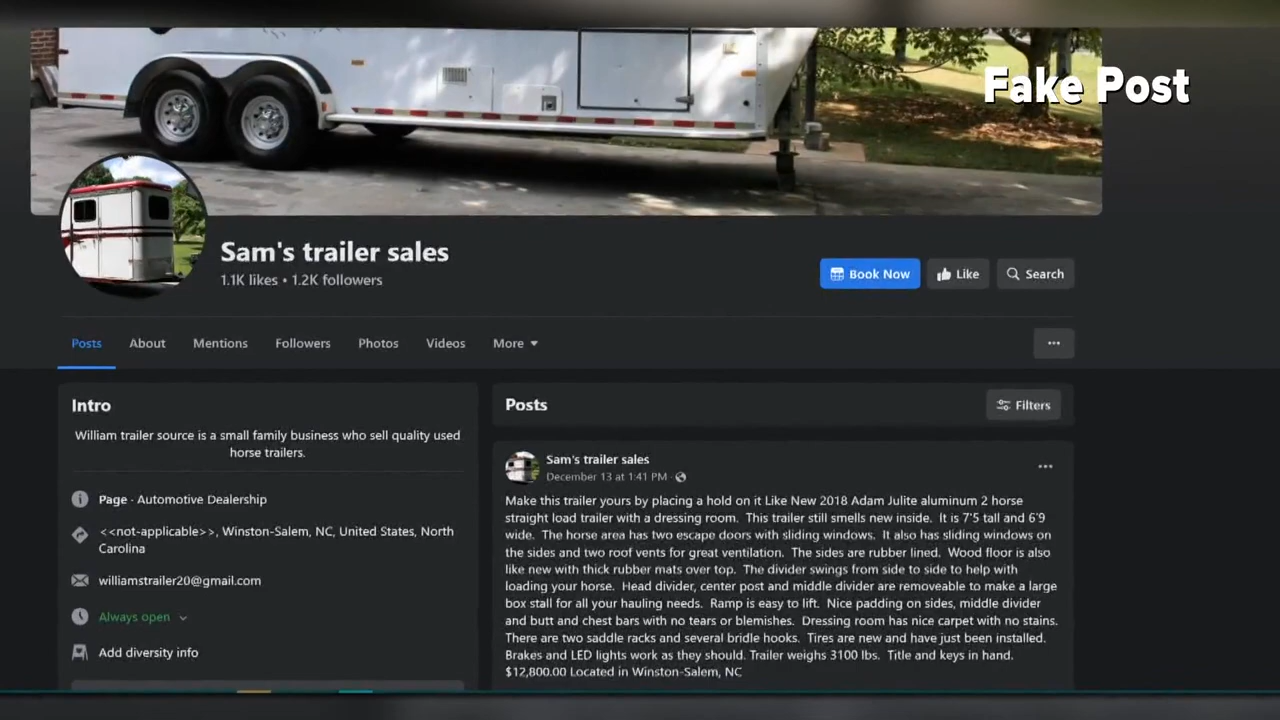 Fake Post
Sam's trailer sales
1.1K likes • 1.2K followers
Book Now
Like
Search
Posts
About
Mentions
Followers
Photos
Videos
More
Intro
William trailer source is a small family business who sell quality used
horse trailers.
Page · Automotive Dealership
<<not-applicable>>, Winston-Salem, NC, United States, North
Carolina
williamstrailer20@gmail.com
Always open
Add diversity info
Posts
Filters
Sam's trailer sales
December 13 at 1:41 PM ·
Make this trailer yours by placing a hold on it Like New 2018 Adam Julite aluminum 2 horse
straight load trailer with a dressing room. This trailer still smells new inside. It is 7'5 tall and 6'9
wide. The horse area has two escape doors with sliding windows. It also has sliding windows on
the sides and two roof vents for great ventilation. The sides are rubber lined. Wood floor is also
like new with thick rubber mats over top. The divider swings from side to side to help with
loading your horse. Head divider, center post and middle divider are removeable to make a large
box stall for all your hauling needs. Ramp is easy to lift. Nice padding on sides, middle divider
and butt and chest bars with no tears or blemishes. Dressing room has nice carpet with no stains.
There are two saddle racks and several bridle hooks. Tires are new and have just been installed.
Brakes and LED lights work as they should. Trailer weighs 3100 lbs. Title and keys in hand.
$12,800.00 Located in Winston-Salem, NC